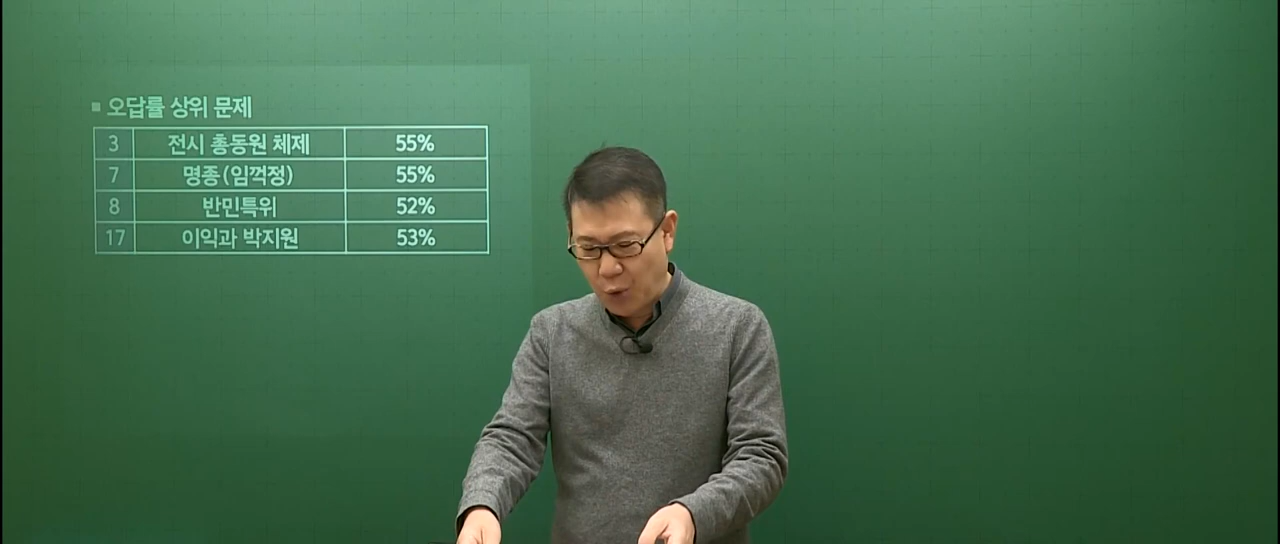 ▪ 오답률 상위 문제
3 전시 총동원 체제 55%
7 명종(임꺽정) 55%
8 반민특위 52%
17 이익과 박지원 53%